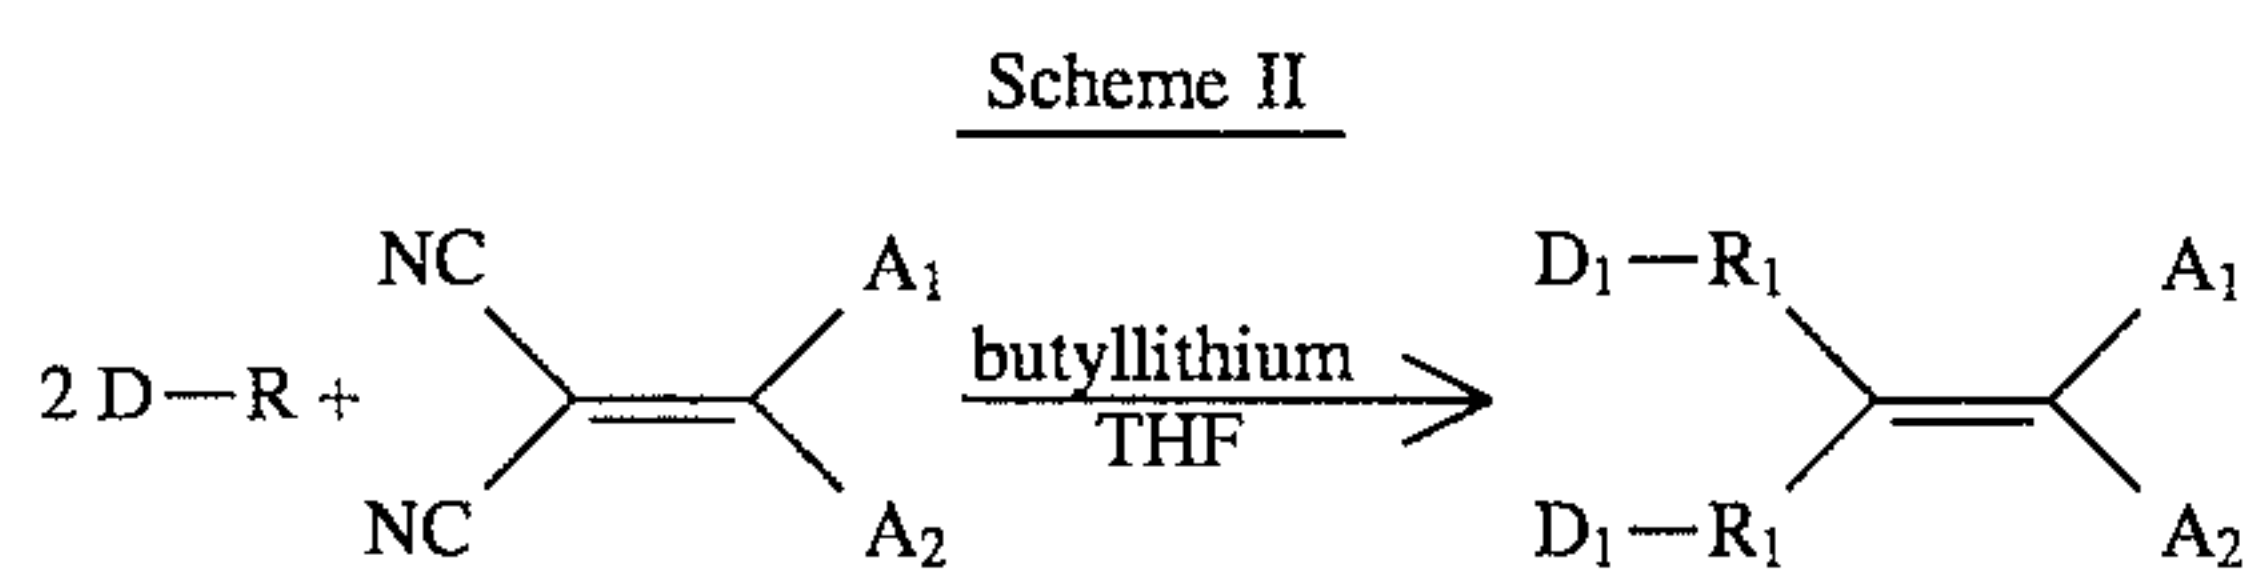 Scheme II
NC A₁ D₁—R₁ A₁
2 D—R + butyllithium
THF
NC A₂ D₁—R₁ A₂